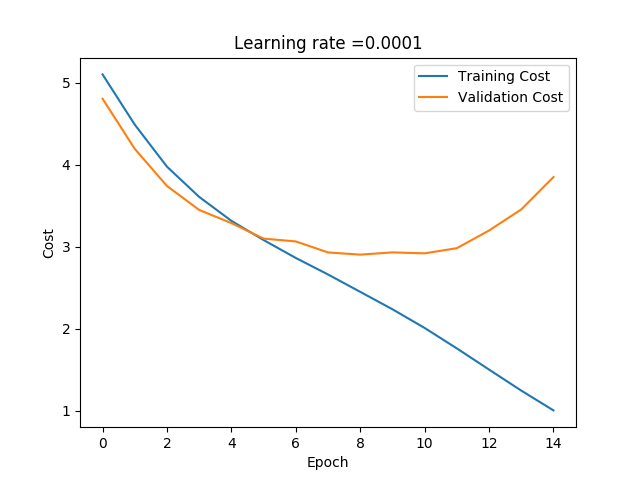 Learning rate =0.0001
Training Cost
Validation Cost
5
4
3
2
1
Cost
0 2 4 6 8 10 12 14
Epoch